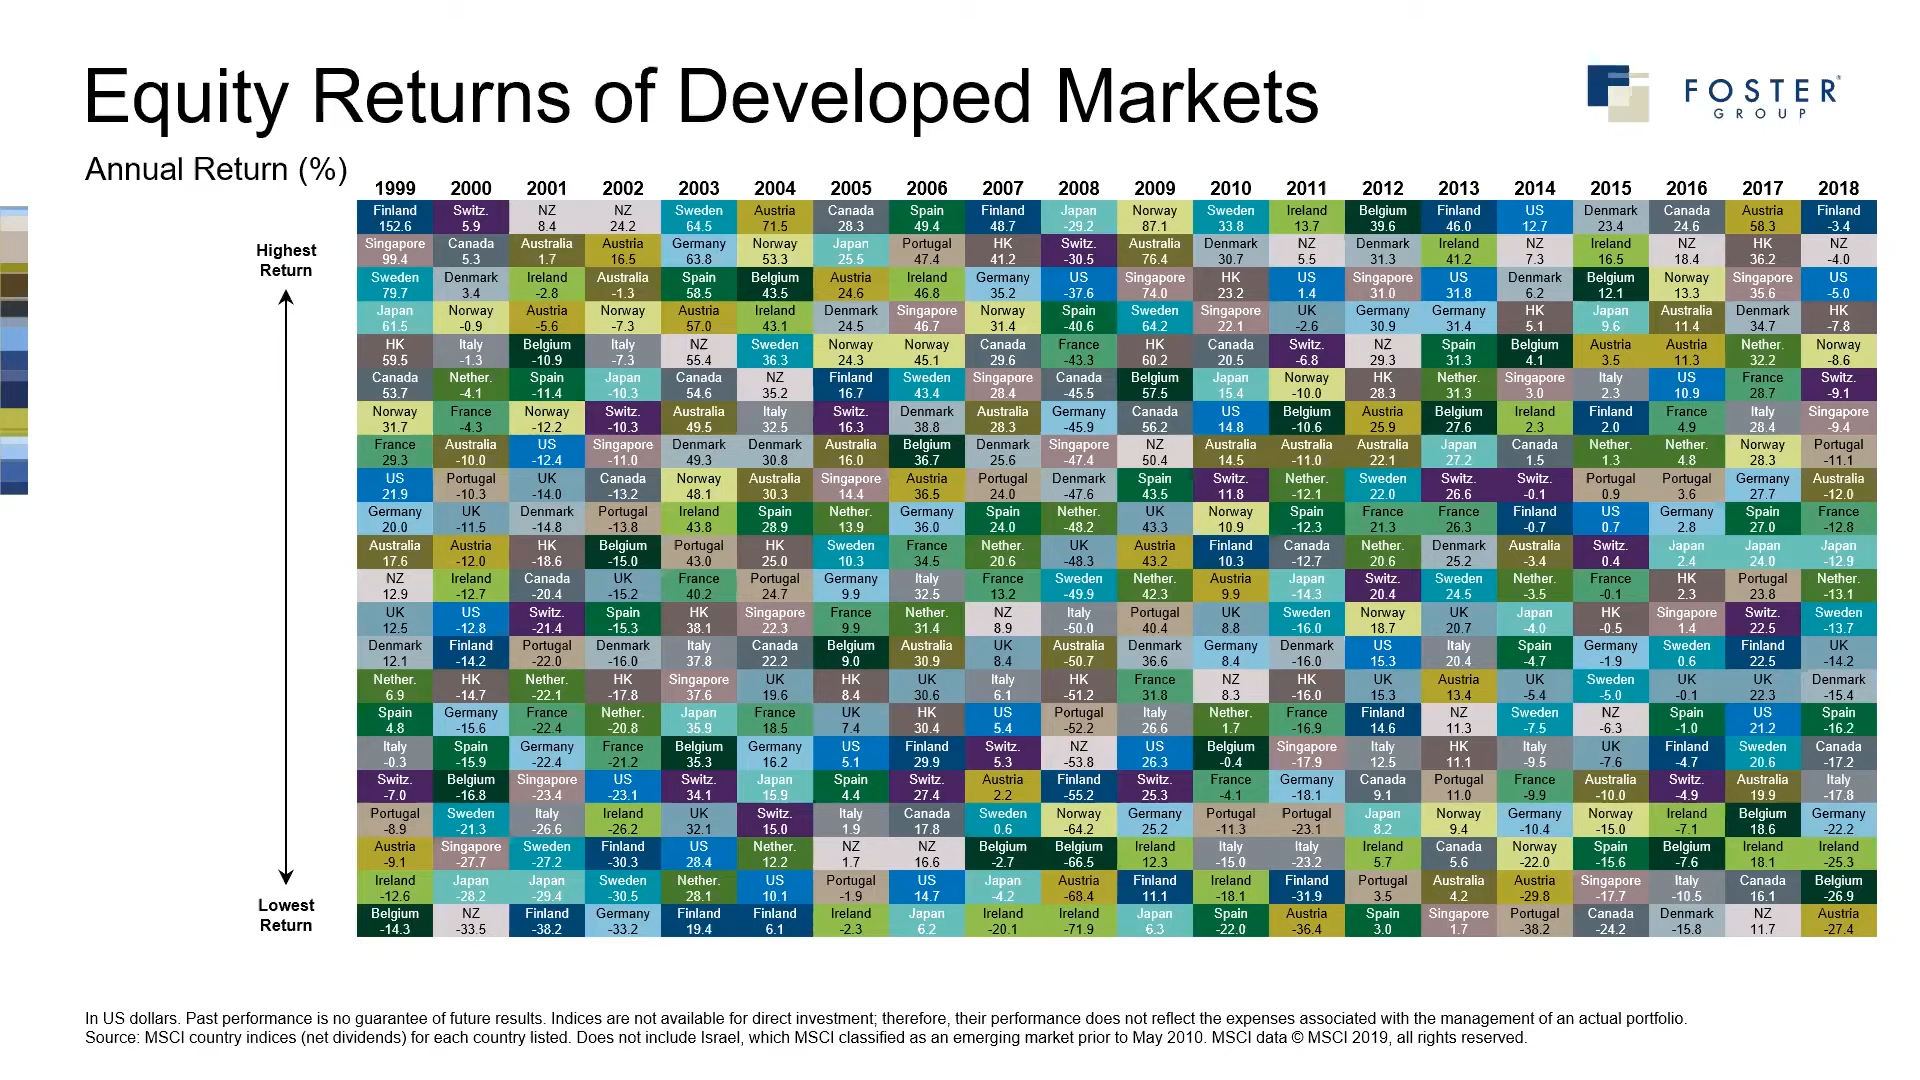 Equity Returns of Developed Markets
FOSTER
GROUP
Annual Return (%)
1999 2000 2001 2002 2003 2004 2005 2006 2007 2008 2009 2010 2011 2012 2013 2014 2015 2016 2017 2018
Finland Switz. NZ NZ Sweden Austria Canada Spain Finland Japan Norway Sweden Ireland Belgium Finland US Denmark Canada Austria Finland
152.6 5.9 8.4 24.2 64.5 71.5 28.3 49.4 48.7 -29.2 87.1 33.8 13.7 39.6 46.0 12.7 23.4 24.6 58.3 -3.4
Singapore Canada Australia Austria Germany Norway Japan Portugal HK Switz. Australia Denmark NZ Denmark Ireland NZ Ireland NZ HK NZ
99.4 5.3 1.7 16.5 63.8 53.3 25.5 47.4 41.2 -30.5 76.4 30.7 5.5 31.3 41.2 7.3 16.5 18.4 36.2 -4.0
Highest
Return
Sweden Denmark Ireland Australia Spain Belgium Austria Ireland Germany US Singapore HK US Singapore US Denmark Belgium Norway Singapore US
79.7 3.4 -2.8 -1.3 58.5 43.5 24.6 46.8 35.2 -37.6 74.0 23.2 1.4 31.0 31.8 6.2 12.1 13.3 35.6 -5.0
Japan Norway Austria Norway Austria Ireland Denmark Singapore Norway Spain Sweden Singapore UK Germany Germany HK Japan Australia Denmark HK
61.5 -0.9 -5.6 -7.3 57.0 43.1 24.5 46.7 31.4 -40.6 64.2 22.1 -2.6 30.9 31.4 5.1 9.6 11.4 34.7 -7.8
HK Italy Belgium Italy NZ Sweden Norway Norway Canada France HK Canada Switz. NZ Spain Belgium Austria Austria Nether. Norway
59.5 -1.3 -10.9 -7.3 55.4 36.3 24.3 45.1 29.6 -43.3 60.2 20.5 -6.8 29.3 31.3 4.1 3.5 11.3 32.2 -8.6
Canada Nether. Spain Japan Canada NZ Finland Sweden Singapore Canada Belgium Japan Norway HK Nether. Singapore Italy US France Switz.
53.7 -4.1 -11.4 -10.3 54.6 35.2 16.7 43.4 28.4 -45.5 57.5 15.4 -10.0 28.3 31.3 3.0 2.3 10.9 28.7 -9.1
Norway France Norway Switz. Australia Italy Switz. Denmark Australia Germany Canada US Belgium Austria Belgium Ireland Finland France Italy Singapore
31.7 -4.3 -12.2 -10.3 49.5 32.5 16.3 38.8 28.3 -45.9 56.2 14.8 -10.6 25.9 27.6 2.3 2.0 4.9 28.4 -9.4
France Australia US Singapore Denmark Denmark Australia Belgium Denmark Singapore NZ Australia Australia Australia Japan Canada Nether. Nether. Norway Portugal
29.3 -10.0 -12.4 -11.0 49.3 30.8 16.0 36.7 25.6 -47.4 50.4 14.5 -11.0 22.1 27.2 1.5 1.3 4.8 28.3 -11.1
US Portugal UK Canada Norway Australia Singapore Austria Portugal Denmark Spain Switz. Nether. Sweden Switz. Switz. Portugal Portugal Germany Australia
21.9 -10.3 -14.0 -13.2 48.1 30.3 14.4 36.5 24.0 -47.6 43.5 11.8 -12.1 22.0 26.6 -0.1 0.9 3.6 27.7 -12.0
Germany UK Denmark Portugal Ireland Spain Nether. Germany Spain Nether. UK Norway Spain France France Finland US Germany Spain France
20.0 -11.5 -14.8 -13.8 43.8 28.9 13.9 36.0 24.0 -48.2 43.3 10.9 -12.3 21.3 26.3 -0.7 0.7 2.8 27.0 -12.8
Australia Austria HK Belgium Portugal HK Sweden France Nether. UK Austria Finland Canada Nether. Denmark Australia Switz. Japan Japan Japan
17.6 -12.0 -18.6 -15.0 43.0 25.0 10.3 34.5 20.6 -48.3 43.2 10.3 -12.7 20.6 25.2 -3.4 0.4 2.4 24.0 -12.9
NZ Ireland Canada UK France Portugal Germany Italy France Sweden Nether. Austria Japan Switz. Sweden Nether. France HK Portugal Nether.
12.9 -12.7 -20.4 -15.2 40.2 24.7 9.9 32.5 13.2 -49.9 42.3 9.9 -14.3 20.4 24.5 -3.5 -0.1 2.3 23.8 -13.1
UK US Switz. Spain HK Singapore France Nether. NZ Italy Portugal UK Sweden Norway UK Japan HK Singapore Switz. Sweden
12.5 -12.8 -21.4 -15.3 38.1 22.3 9.9 31.4 8.9 -50.0 40.4 8.8 -16.0 18.7 20.7 -4.0 -0.5 1.4 22.5 -13.7
Denmark Finland Portugal Denmark Italy Canada Belgium Australia UK Australia Denmark Germany Denmark US Italy Spain Germany Sweden Finland UK
12.1 -14.2 -22.0 -16.0 37.8 22.2 9.0 30.9 8.4 -50.7 36.6 8.4 -16.0 15.3 20.4 -4.7 -1.9 0.6 22.5 -14.2
Nether. HK Nether. HK Singapore UK HK UK Italy HK France NZ HK UK Austria UK Sweden UK UK Denmark
6.9 -14.7 -22.1 -17.8 37.6 19.6 8.4 30.6 6.1 -51.2 31.8 8.3 -16.0 15.3 13.4 -5.4 -5.0 -0.1 22.3 -15.4
Spain Germany France Nether. Japan France UK HK US Portugal Italy Nether. France Finland NZ Sweden NZ Spain US Spain
4.8 -15.6 -22.4 -20.8 35.9 18.5 7.4 30.4 5.4 -52.2 26.6 1.7 -16.9 14.6 11.3 -7.5 -6.3 -1.0 21.2 -16.2
Italy Spain Germany France Belgium Germany US Finland Switz. NZ US Belgium Singapore Italy HK Italy UK Finland Sweden Canada
-0.3 -15.9 -22.4 -21.2 35.3 16.2 5.1 29.9 5.3 -53.8 26.3 -0.4 -17.9 12.5 11.1 -9.5 -7.6 -4.7 20.6 -17.2
Switz. Belgium Singapore US Switz. Japan Spain Switz. Austria Finland Switz. France Germany Canada Portugal France Australia Switz. Australia Italy
-7.0 -16.8 -23.4 -23.1 34.1 15.9 4.4 27.4 2.2 -55.2 25.3 -4.1 -18.1 9.1 11.0 -9.9 -10.0 -4.9 19.9 -17.8
Portugal Sweden Italy Ireland UK Switz. Italy Canada Sweden Norway Germany Portugal Portugal Japan Norway Germany Norway Ireland Belgium Germany
-8.9 -21.3 -26.6 -26.2 32.1 15.0 1.9 17.8 0.6 -64.2 25.2 -11.3 -23.1 8.2 9.4 -10.4 -15.0 -7.1 18.6 -22.2
Austria Singapore Sweden Finland US Nether. NZ NZ Belgium Belgium Ireland Italy Italy Ireland Canada Norway Spain Belgium Ireland Ireland
-9.1 -27.7 -27.2 -30.3 28.4 12.2 1.7 16.6 -2.7 -66.5 12.3 -15.0 -23.2 5.7 5.6 -22.0 -15.6 -7.6 18.1 -25.3
Ireland Japan Japan Sweden Nether. US Portugal US Japan Austria Finland Ireland Finland Portugal Australia Austria Singapore Italy Canada Belgium
-12.6 -28.2 -29.4 -30.5 28.1 10.1 -1.9 14.7 -4.2 -68.4 11.1 -18.1 -31.9 3.5 4.2 -29.8 -17.7 -10.5 16.1 -26.9
Lowest
Return
Belgium NZ Finland Germany Finland Finland Ireland Japan Ireland Ireland Japan Spain Austria Spain Singapore Portugal Canada Denmark NZ Austria
-14.3 -33.5 -38.2 -33.2 19.4 6.1 -2.3 6.2 -20.1 -71.9 6.3 -22.0 -36.4 3.0 1.7 -38.2 -24.2 -15.8 11.7 -27.4
In US dollars. Past performance is no guarantee of future results. Indices are not available for direct investment; therefore, their performance does not reflect the expenses associated with the management of an actual portfolio.
Source: MSCI country indices (net dividends) for each country listed. Does not include Israel, which MSCI classified as an emerging market prior to May 2010. MSCI data © MSCI 2019, all rights reserved.